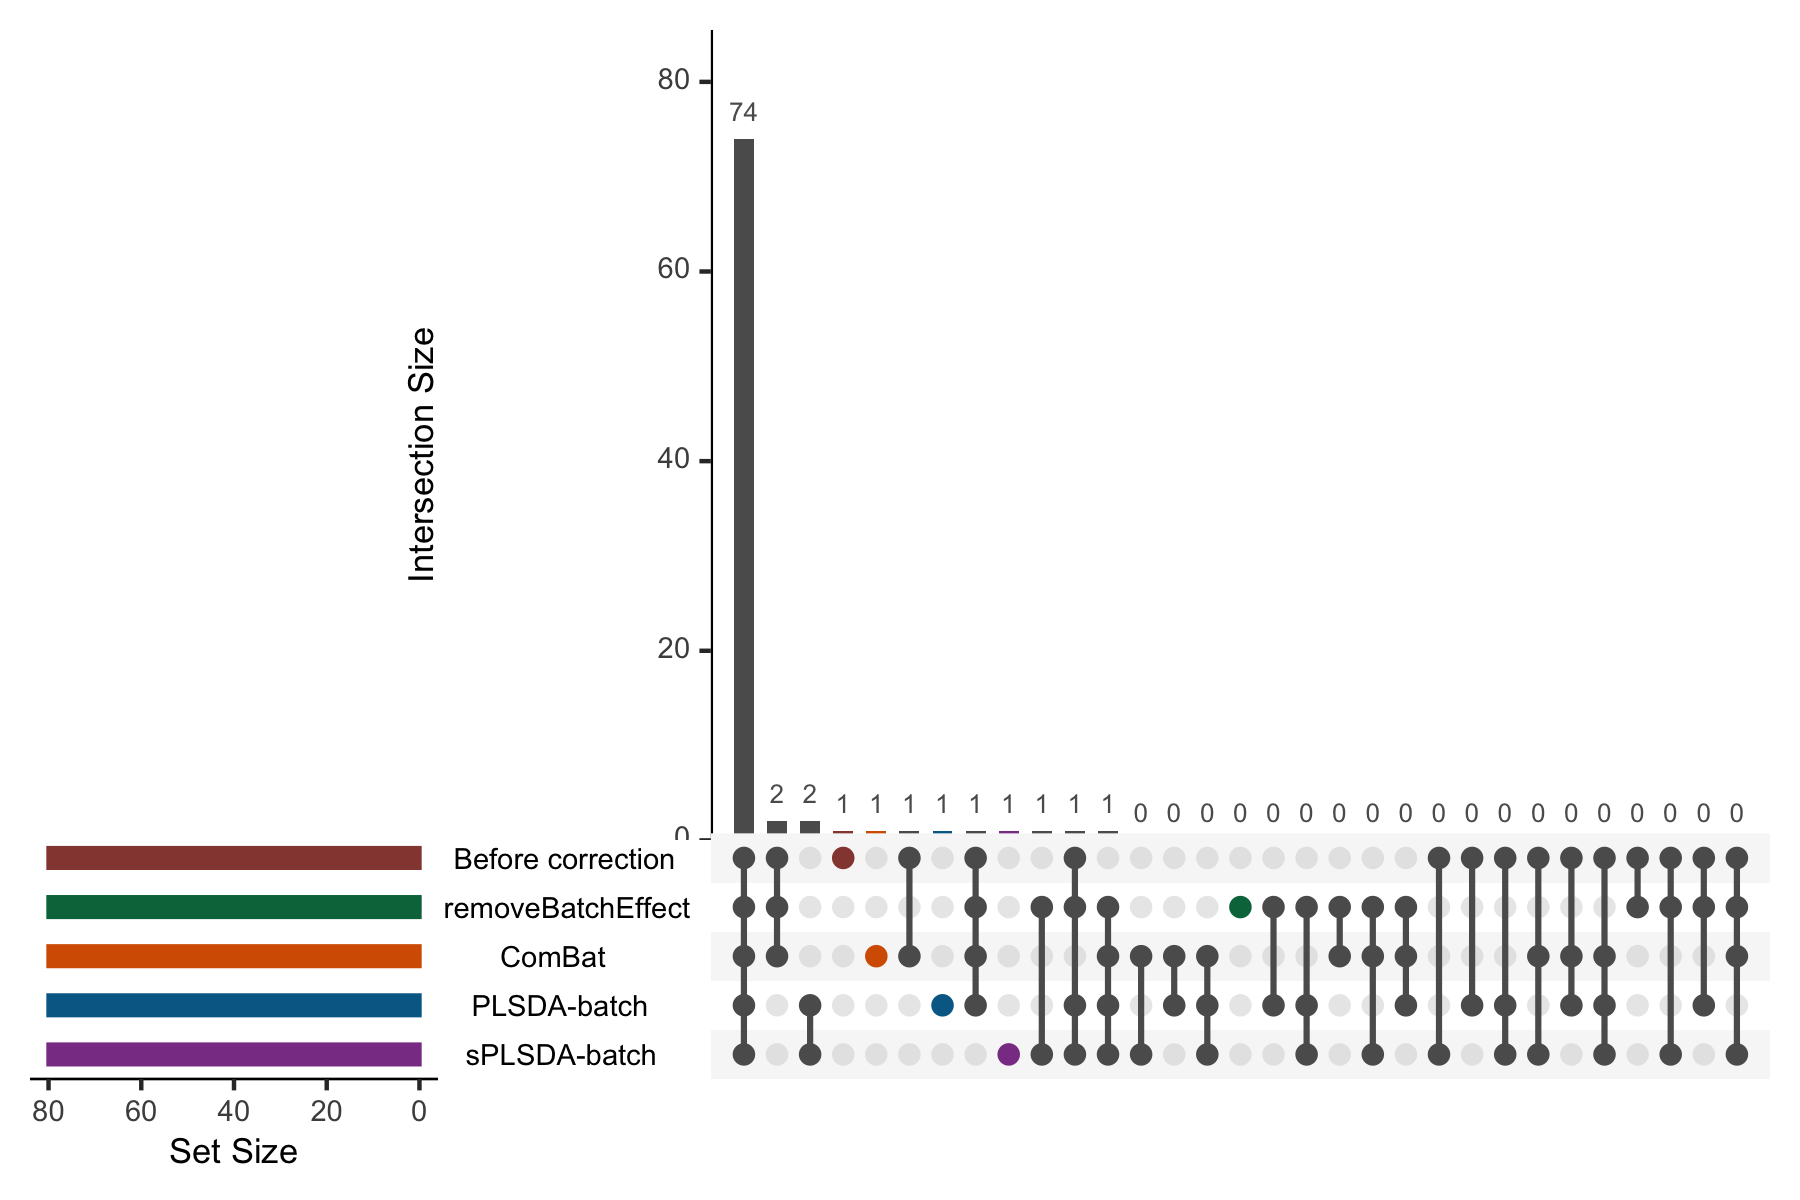 80
60
40
20
0
Intersection Size
74
2 2 1 1 1 1 1 1 1 1 1 0 0 0 0 0 0 0 0 0 0 0 0 0 0 0 0 0 0 0
Before correction
removeBatchEffect
ComBat
PLSDA-batch
sPLSDA-batch
80 60 40 20 0
Set Size